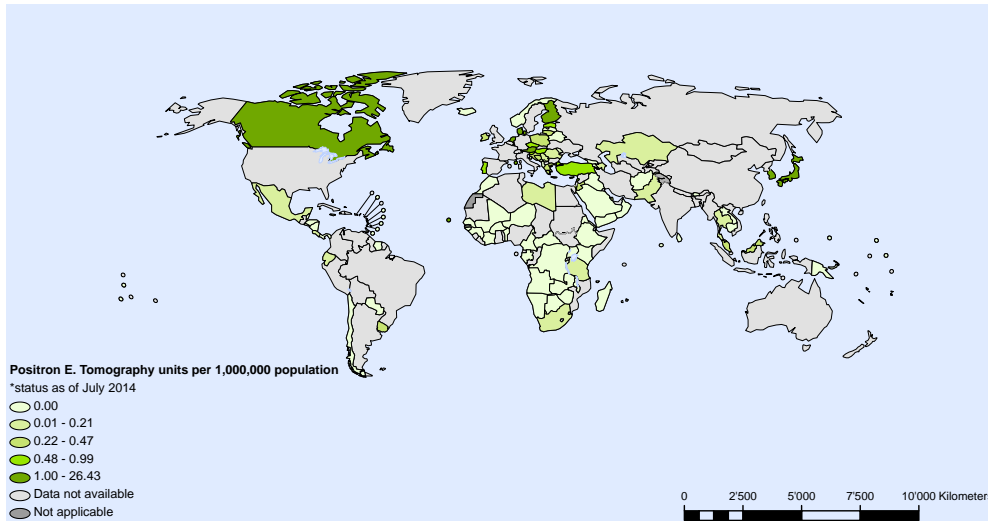 Positron E. Tomography units per 1,000,000 population
*status as of July 2014
0.00
0.01 - 0.21
0.22 - 0.47
0.48 - 0.99
1.00 - 26.43
Data not available
Not applicable
0 2'500 5'000 7'500 10'000 Kilometer